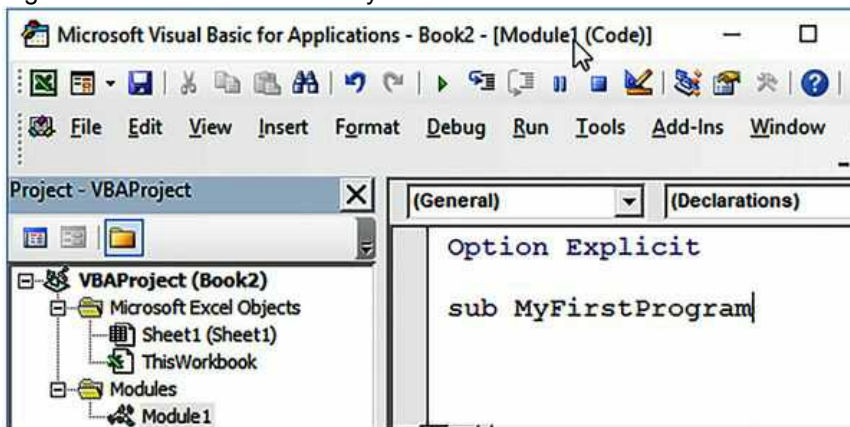 Microsoft Visual Basic for Applications - Book2 - [Module1 (Code)]
File Edit View Insert Format Debug Run Tools Add-Ins Window
Project - VBAProject
(General) (Declarations)
Option Explicit
VBAProject (Book2)
Microsoft Excel Objects
Sheet1 (Sheet1)
ThisWorkbook
Modules
Module1
sub MyFirstProgram